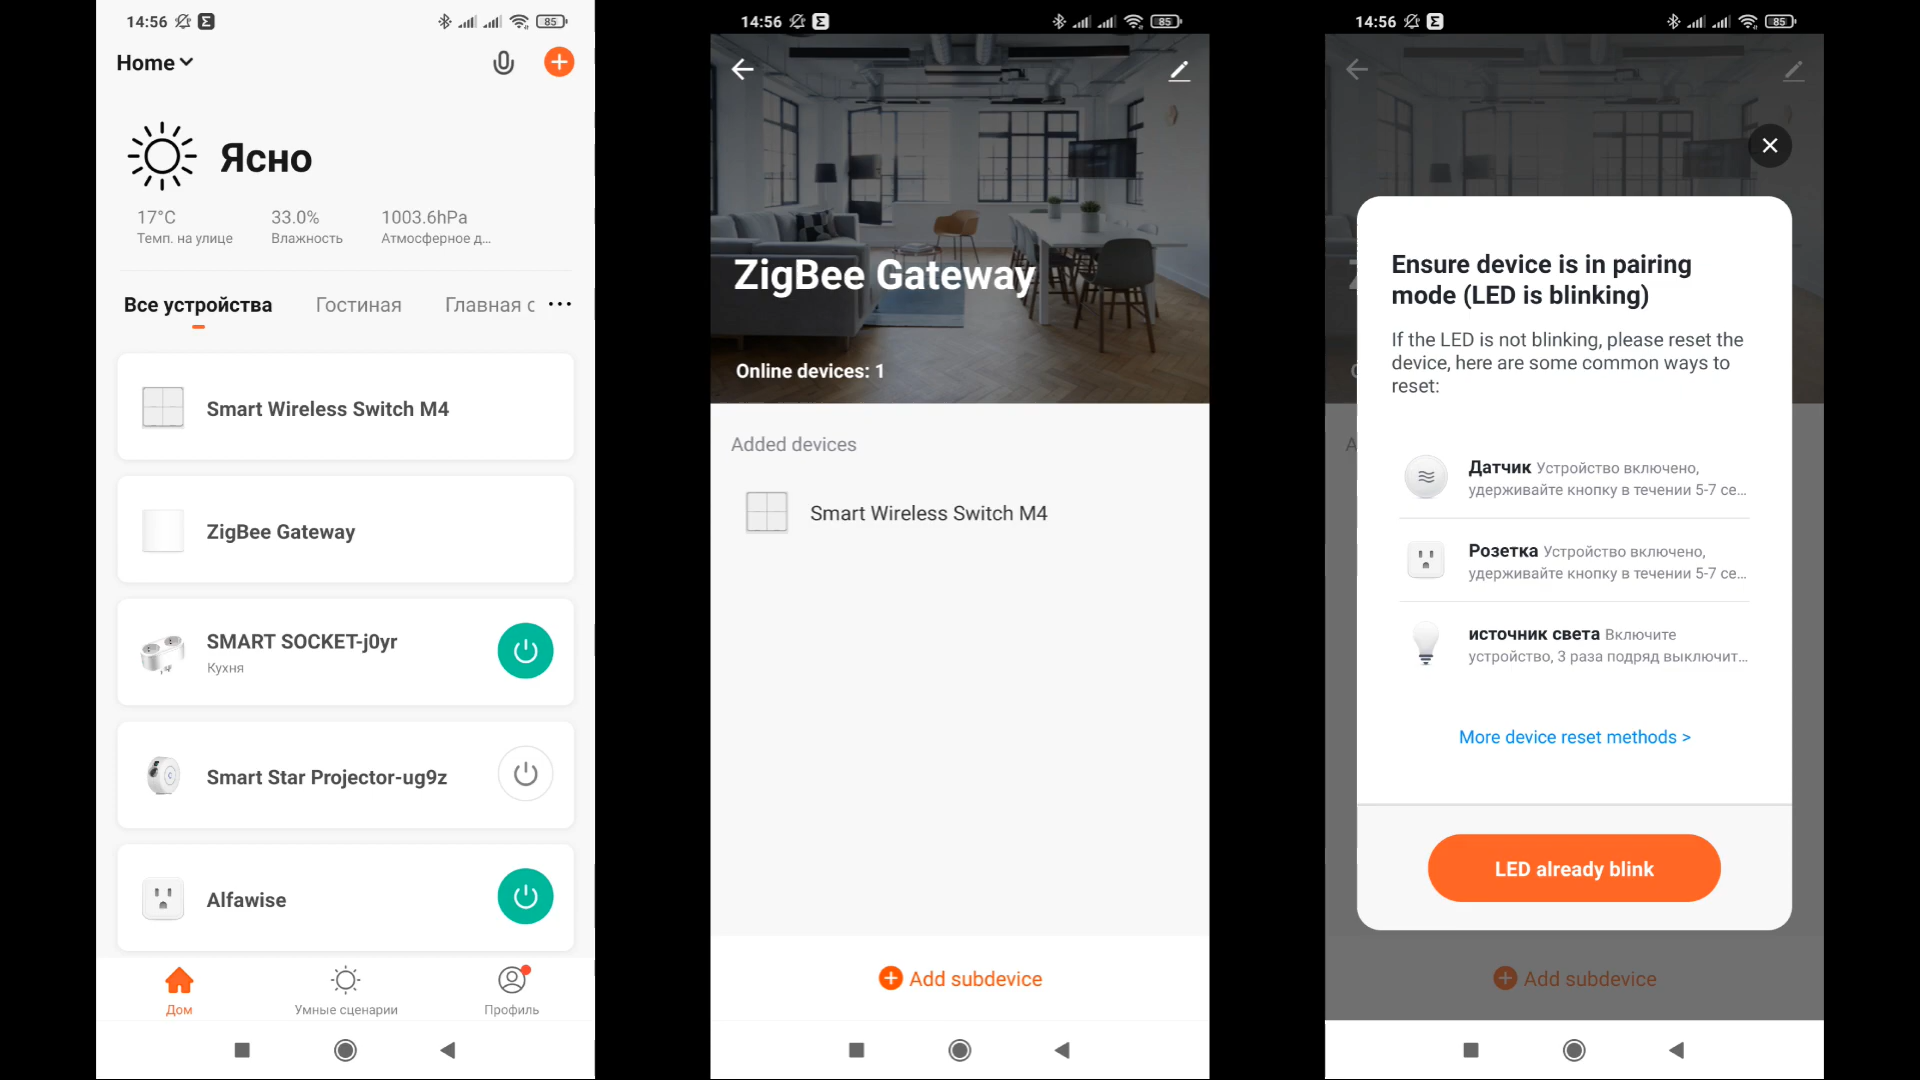 14:56
85
Home
Ясно
17°C
33.0%
1003.6hPa
Темп. на улице
Влажность
Атмосферное д...
Все устройства
Гостиная
Главная с
Smart Wireless Switch M4
ZigBee Gateway
SMART SOCKET-j0yr
Кухня
Smart Star Projector-ug9z
Alfawise
Дом
Умные сценарии
Профиль
14:56
85
ZigBee Gateway
Online devices: 1
Added devices
Smart Wireless Switch M4
Add subdevice
14:56
85
Ensure device is in pairing
mode (LED is blinking)
If the LED is not blinking, please reset the
device, here are some common ways to
reset:
Датчик Устройство включено,
удерживайте кнопку в течении 5-7 се...
Розетка Устройство включено,
удерживайте кнопку в течении 5-7 се...
источник света Включите
устройство, 3 раза подряд выключит...
More device reset methods >
LED already blink
Add subdevice